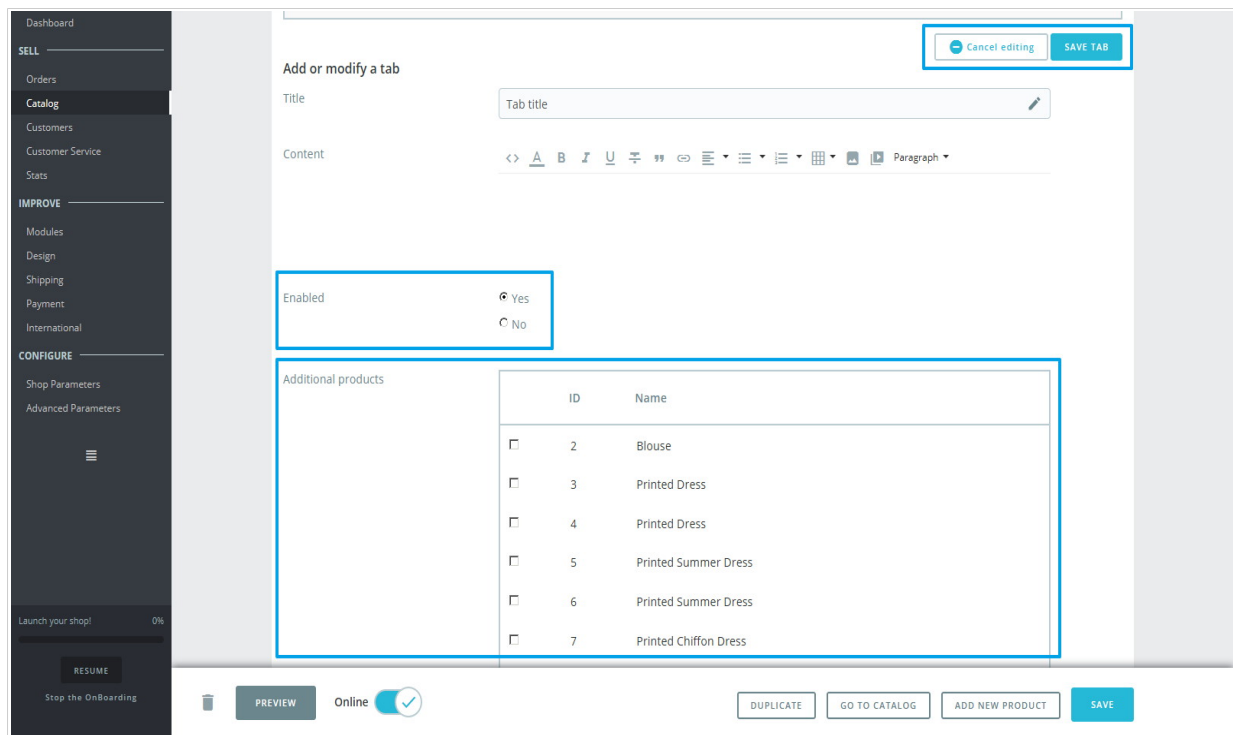 Dashboard
SELL
Orders
Catalog
Customers
Customer Service
Stats
IMPROVE
Modules
Design
Shipping
Payment
International
CONFIGURE
Shop Parameters
Advanced Parameters
Launch your shop! 0%
RESUME
Stop the OnBoarding
Cancel editing SAVE TAB
Add or modify a tab
Title Tab title
Content A B I U Paragraph
Enabled Yes
No
Additional products
ID Name
2 Blouse
3 Printed Dress
4 Printed Dress
5 Printed Summer Dress
6 Printed Summer Dress
7 Printed Chiffon Dress
PREVIEW Online DUPLICATE GO TO CATALOG ADD NEW PRODUCT SAVE